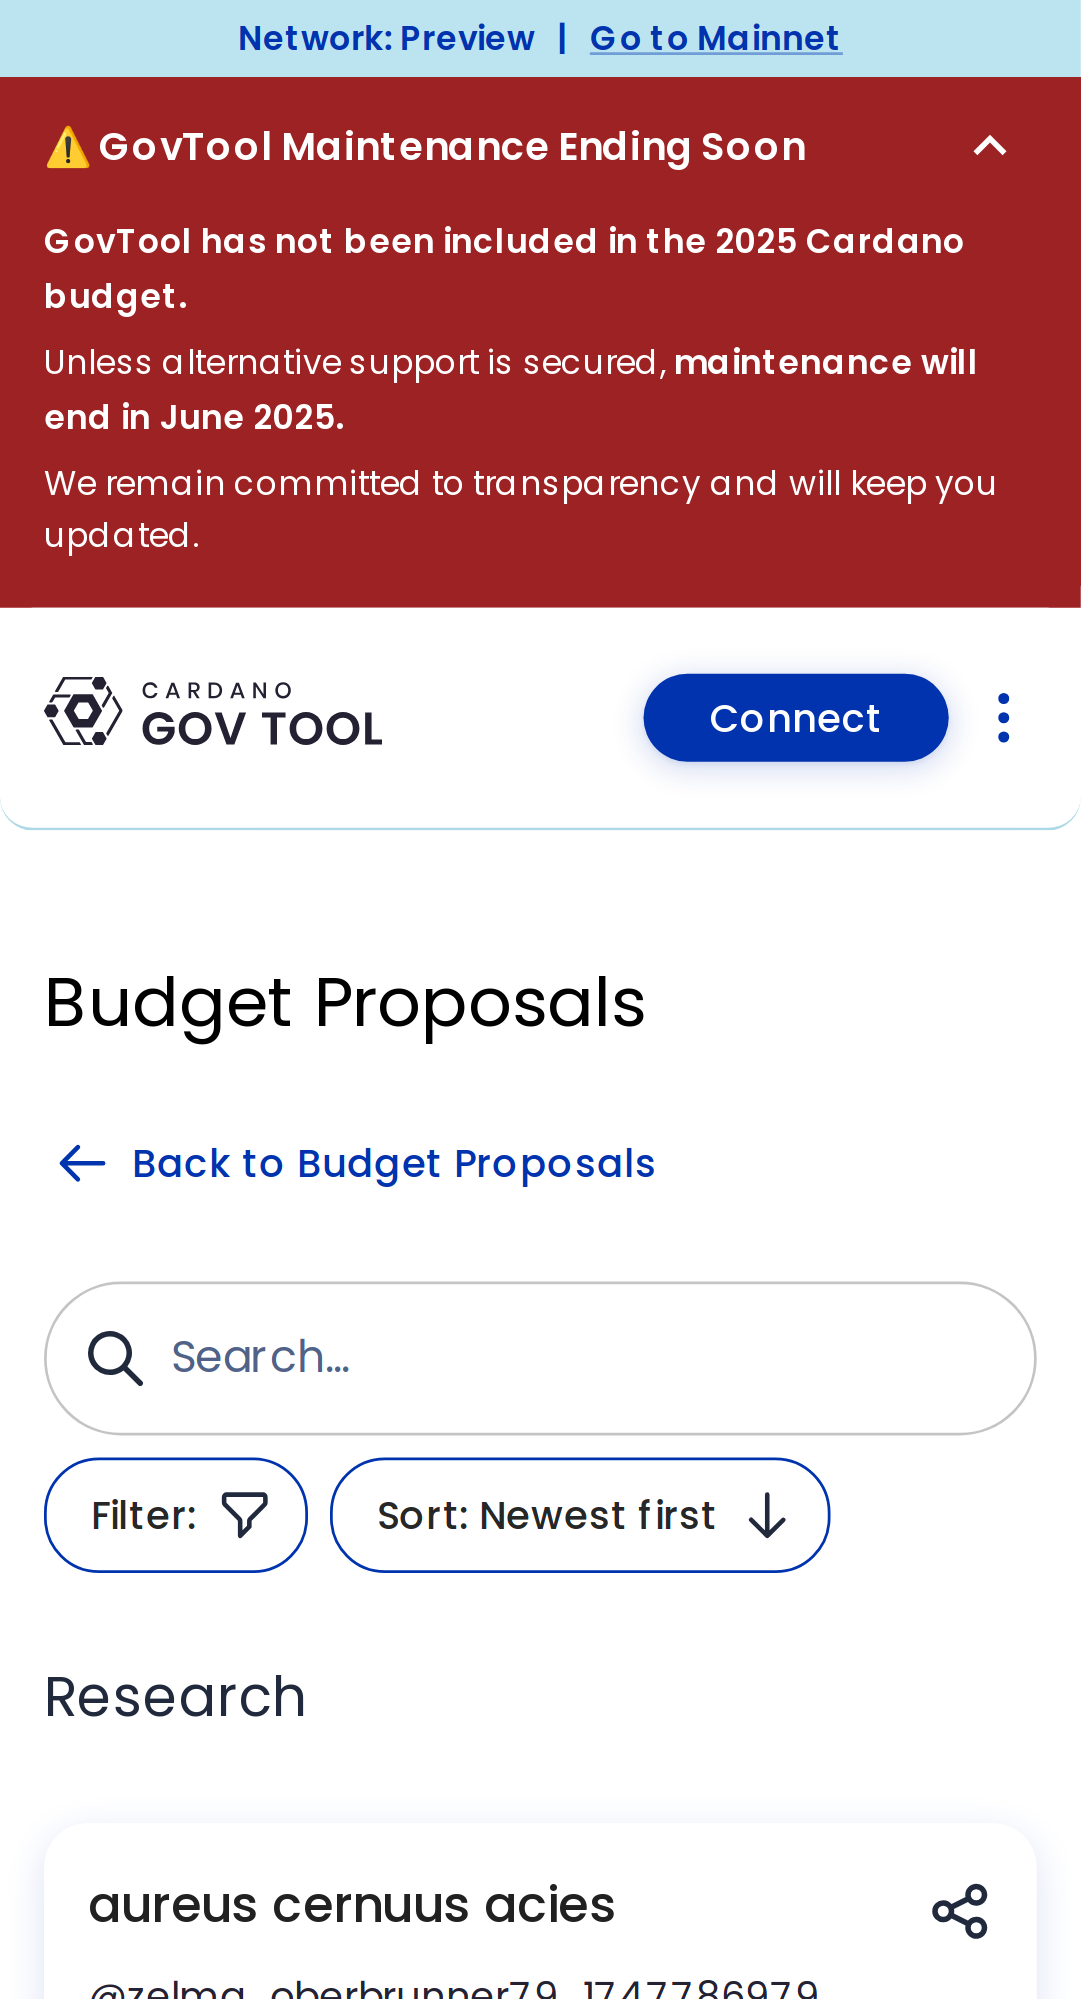 Network: Preview | Go to Mainnet
⚠️ GovTool Maintenance Ending Soon
GovTool has not been included in the 2025 Cardano
budget.
Unless alternative support is secured, maintenance will
end in June 2025.
We remain committed to transparency and will keep you
updated.
CARDANO
GOV TOOL
Connect
Budget Proposals
Back to Budget Proposals
Search...
Filter:
Sort: Newest first
Research
aureus cernuus acies
@zelma_oberbrunner79_1747786979